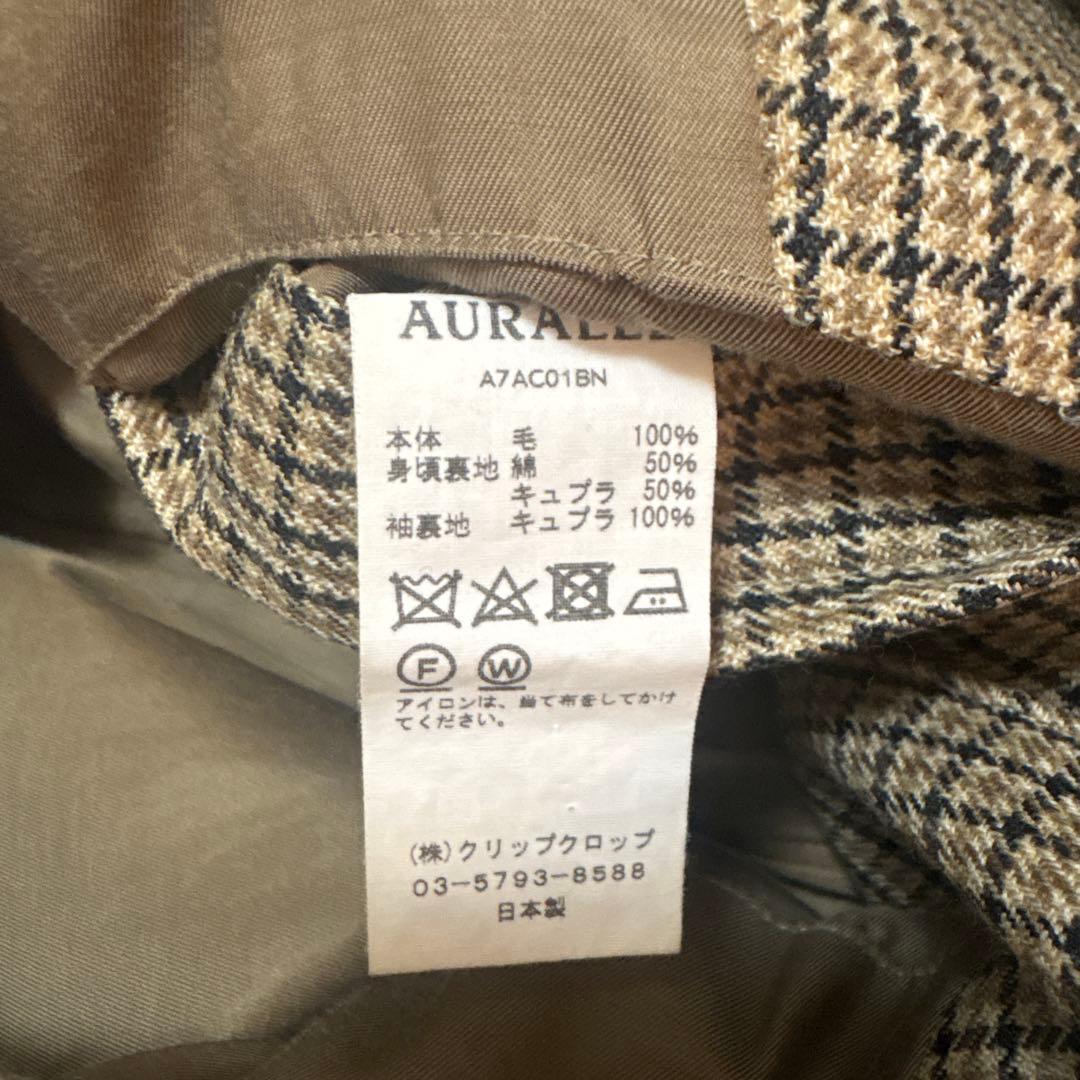 AURALEE
A7AC01BN
本体 毛 100%
身頃裏地 綿 50%
キュプラ 50%
袖裏地 キュプラ 100%
F W
アイロンは、当て布をしてかけ
てください。
(株)クリップクロップ
03-5793-8588
日本製